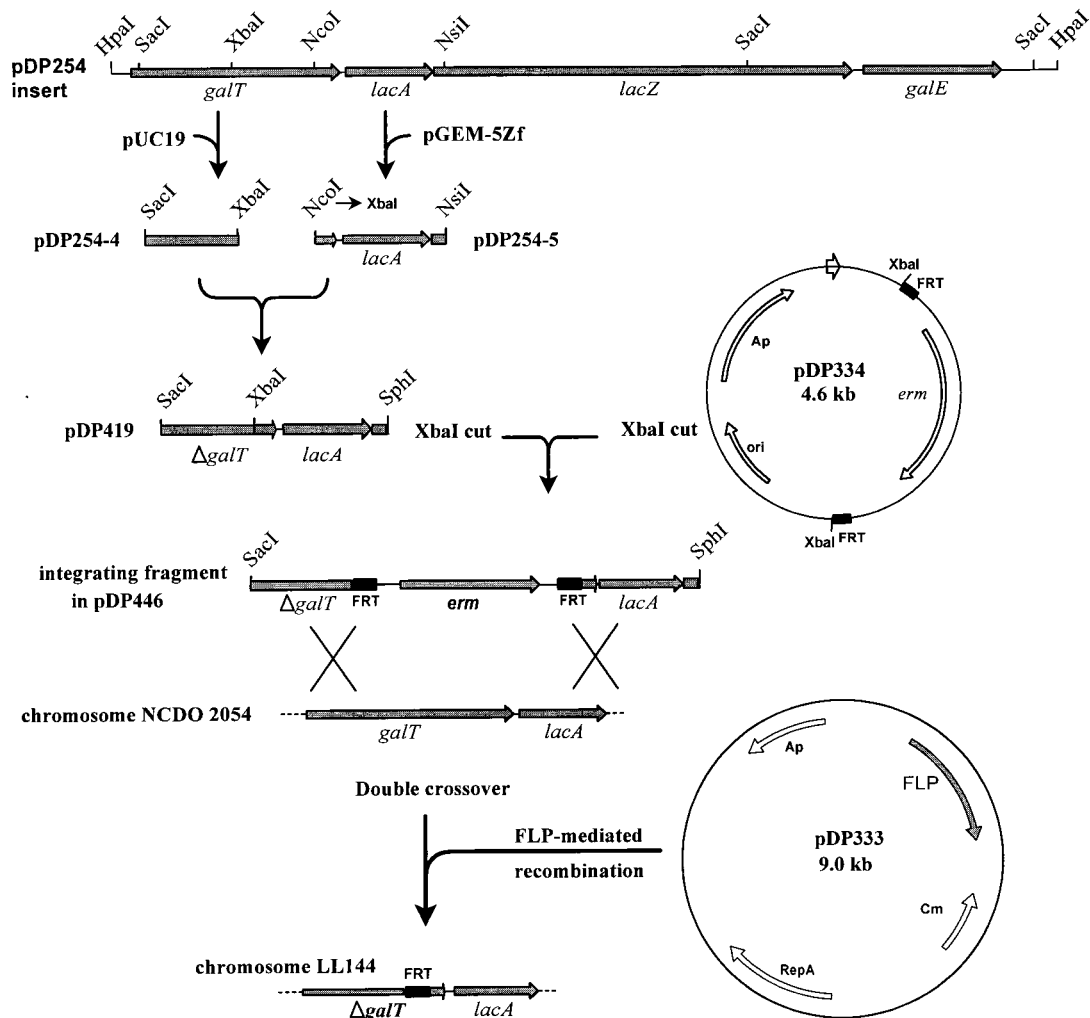 HpaI SacI XbaI NcoI NsiI SacI SacI HpaI
pDP254
insert
galT lacA lacZ galE
pUC19 pGEM-5Zf
SacI XbaI NcoI XbaI NsiI
pDP254-4 pDP254-5
lacA
XbaI
FRT
Ap
pDP334
4.6 kb
erm
ori
XbaI FRT
SacI XbaI SphI
pDP419 XbaI cut XbaI cut
ΔgalT lacA
SacI SphI
integrating fragment
in pDP446
ΔgalT FRT erm FRT lacA
chromosome NCDO 2054
galT lacA
Double crossover
FLP-mediated
recombination
Ap
FLP
pDP333
9.0 kb
Cm
RepA
chromosome LL144 FRT
ΔgalT lacA